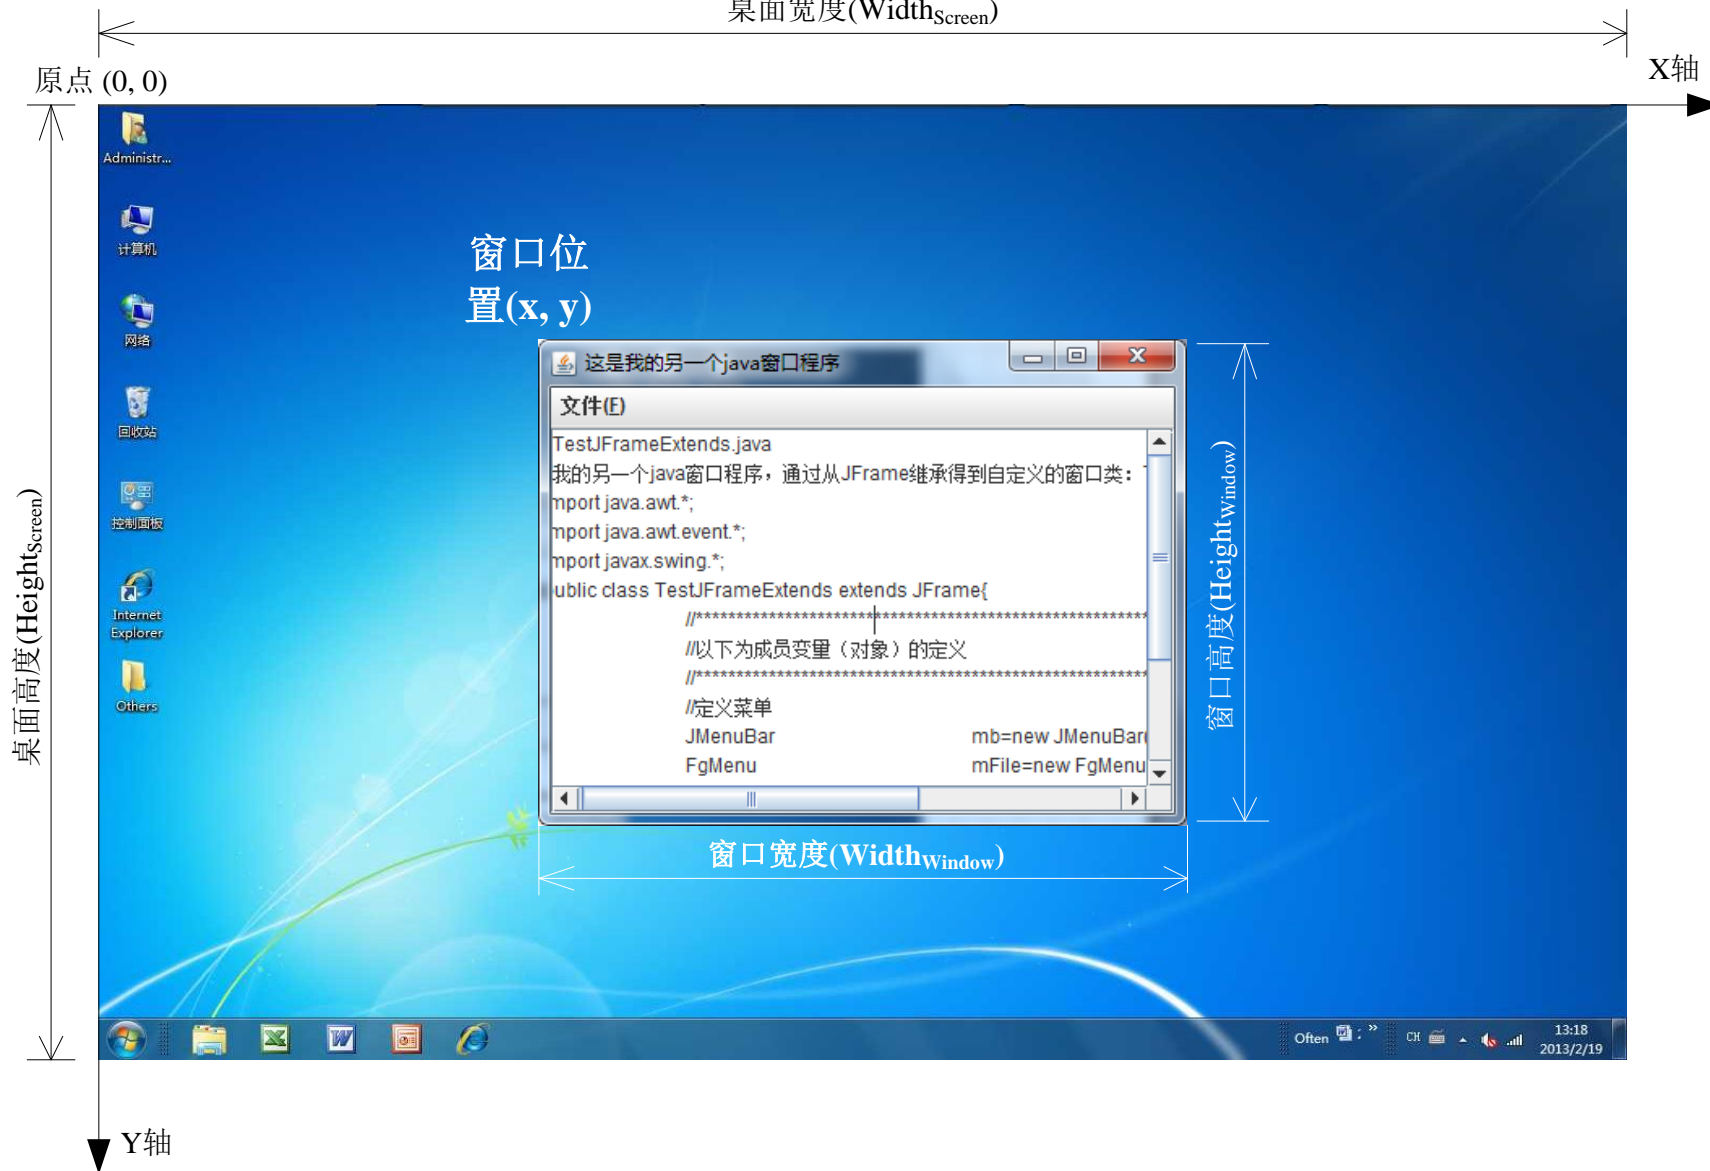 桌面宽度(WidthScreen)
X轴
原点 (0, 0)
Administr...
计算机
网络
回收站
控制面板
Internet
Explorer
Others
桌面高度(HeightScreen)
窗口位
置(x, y)
这是我的另一个java窗口程序
文件(F)
TestJFrameExtends.java
我的另一个java窗口程序，通过从JFrame继承得到自定义的窗口类：
mport java.awt.*;
mport java.awt.event.*;
mport javax.swing.*;
ublic class TestJFrameExtends extends JFrame{
//*********************************************************
//以下为成员变量（对象）的定义
//*********************************************************
//定义菜单
JMenuBar mb=new JMenuBar(
FgMenu mFile=new FgMenu
窗口高度(HeightWindow)
窗口宽度(WidthWindow)
Often
CH
13:18
2013/2/19
Y轴